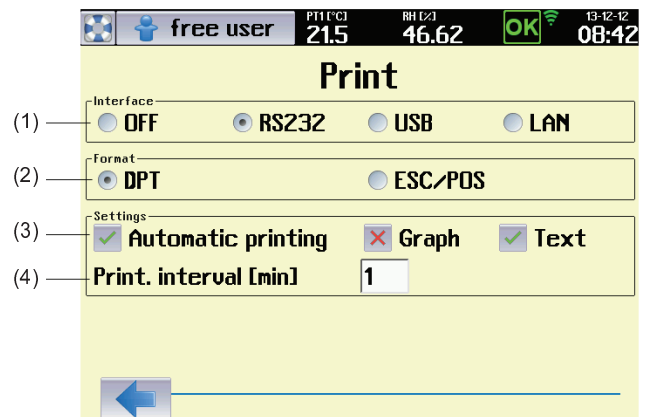 free user PT1[°C] RH[%] OK 13-12-12
21.5 46.62 08:42
Print
Interface
(1) OFF RS232 USB LAN
Format
(2) DPT ESC/POS
Settings
(3) Automatic printing Graph Text
(4) Print. interval [min] 1